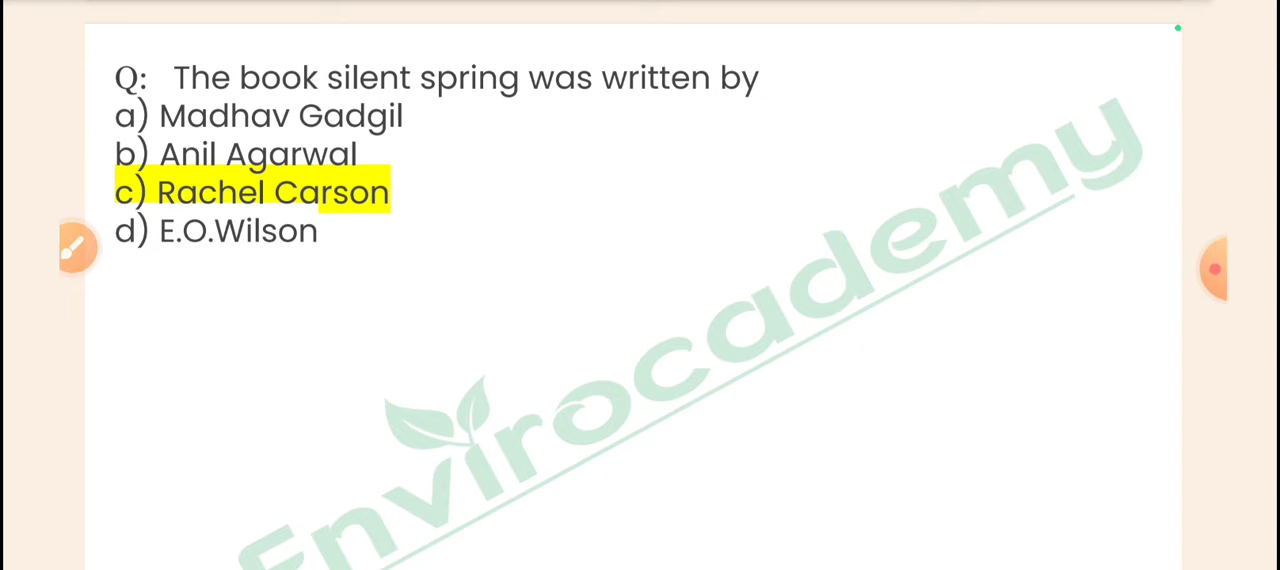 Q: The book silent spring was written by
a) Madhav Gadgil
b) Anil Agarwal
c) Rachel Carson
d) E.O.Wilson
Envirocademy